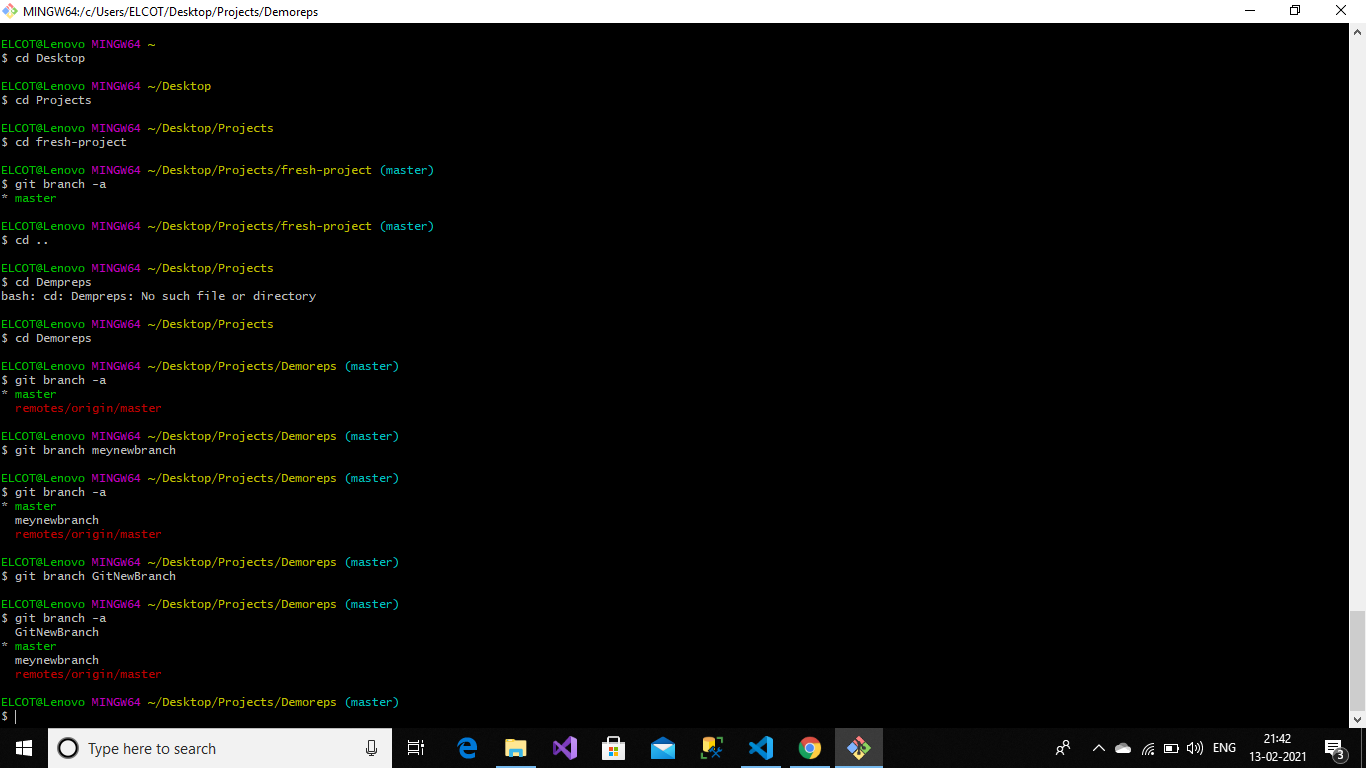 MINGW64:/c/Users/ELCOT/Desktop/Projects/Demoreps
ELCOT@Lenovo MINGW64 ~
$ cd Desktop
ELCOT@Lenovo MINGW64 ~/Desktop
$ cd Projects
ELCOT@Lenovo MINGW64 ~/Desktop/Projects
$ cd fresh-project
ELCOT@Lenovo MINGW64 ~/Desktop/Projects/fresh-project (master)
$ git branch -a
* master
ELCOT@Lenovo MINGW64 ~/Desktop/Projects/fresh-project (master)
$ cd ..
ELCOT@Lenovo MINGW64 ~/Desktop/Projects
$ cd Dempreps
bash: cd: Dempreps: No such file or directory
ELCOT@Lenovo MINGW64 ~/Desktop/Projects
$ cd Demoreps
ELCOT@Lenovo MINGW64 ~/Desktop/Projects/Demoreps (master)
$ git branch -a
* master
  remotes/origin/master
ELCOT@Lenovo MINGW64 ~/Desktop/Projects/Demoreps (master)
$ git branch meynewbranch
ELCOT@Lenovo MINGW64 ~/Desktop/Projects/Demoreps (master)
$ git branch -a
* master
  meynewbranch
  remotes/origin/master
ELCOT@Lenovo MINGW64 ~/Desktop/Projects/Demoreps (master)
$ git branch GitNewBranch
ELCOT@Lenovo MINGW64 ~/Desktop/Projects/Demoreps (master)
$ git branch -a
  GitNewBranch
* master
  meynewbranch
  remotes/origin/master
ELCOT@Lenovo MINGW64 ~/Desktop/Projects/Demoreps (master)
$
Type here to search
ENG
21:42
13-02-2021
3